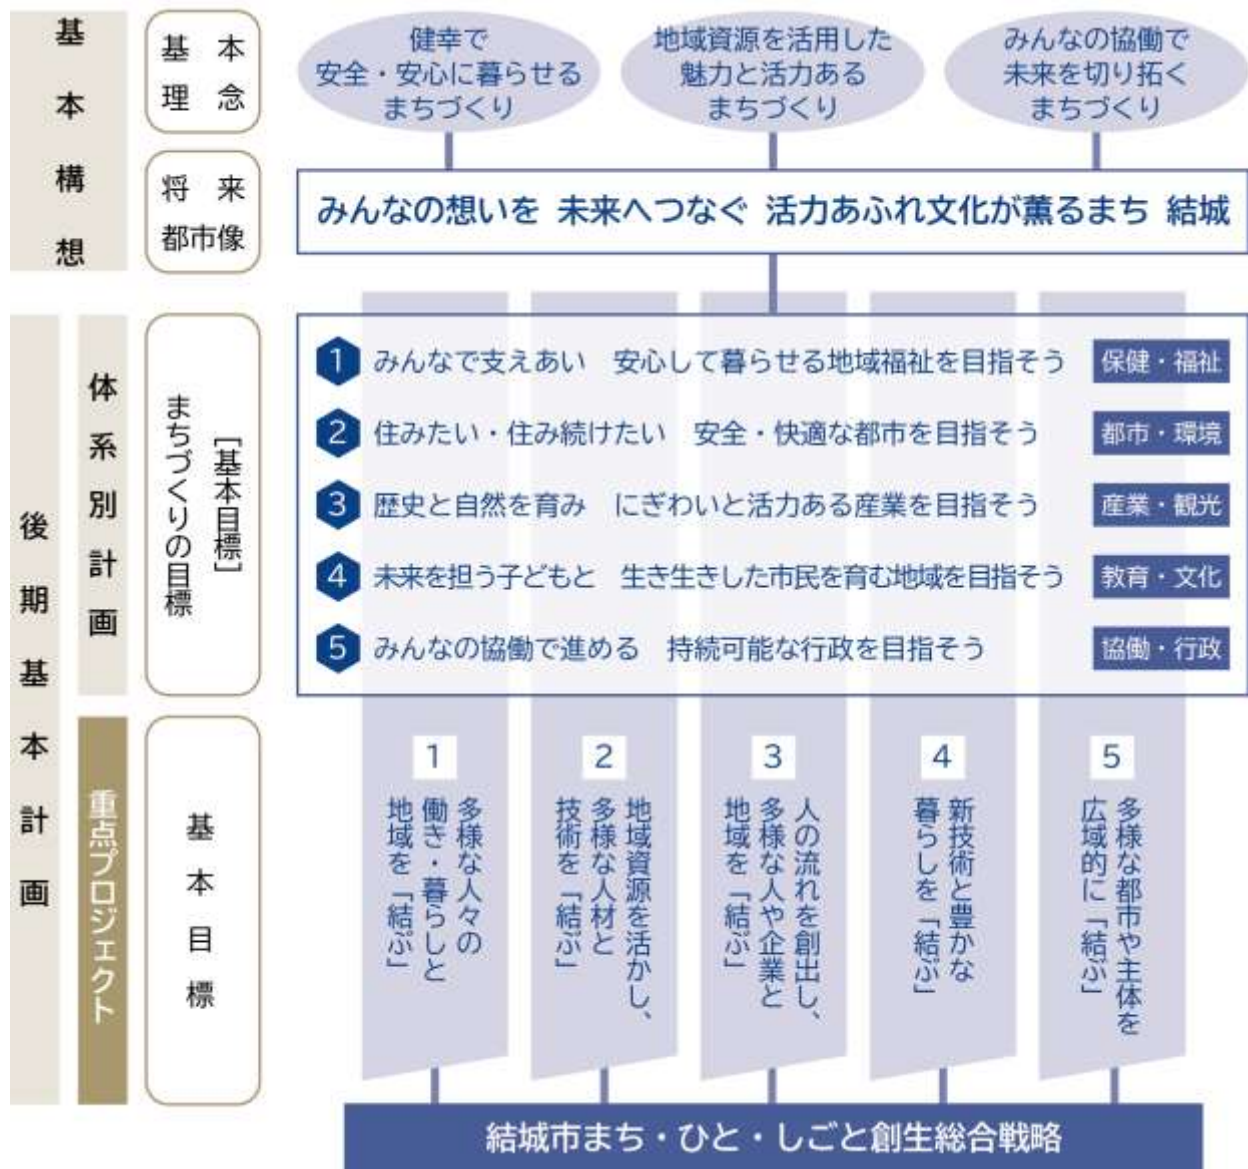 基本構想
基本
理念
健幸で
安全・安心に暮らせる
まちづくり
地域資源を活用した
魅力と活力ある
まちづくり
みんなの協働で
未来を切り拓く
まちづくり
将来
都市像
みんなの想いを 未来へつなぐ 活力あふれ文化が薫るまち 結城
後期基本計画
体系別計画
まちづくりの目標
［基本目標］
1 みんなで支えあい 安心して暮らせる地域福祉を目指そう 保健・福祉
2 住みたい・住み続けたい 安全・快適な都市を目指そう 都市・環境
3 歴史と自然を育み にぎわいと活力ある産業を目指そう 産業・観光
4 未来を担う子どもと 生き生きした市民を育む地域を目指そう 教育・文化
5 みんなの協働で進める 持続可能な行政を目指そう 協働・行政
重点プロジェクト
基本目標
1
多様な人々の
働き・暮らしと
地域を「結ぶ」
2
地域資源を活かし、
多様な人材と
技術を「結ぶ」
3
人の流れを創出し、
多様な人や企業と
地域を「結ぶ」
4
新技術と豊かな
暮らしを「結ぶ」
5
多様な都市や主体を
広域的に「結ぶ」
結城市まち・ひと・しごと創生総合戦略